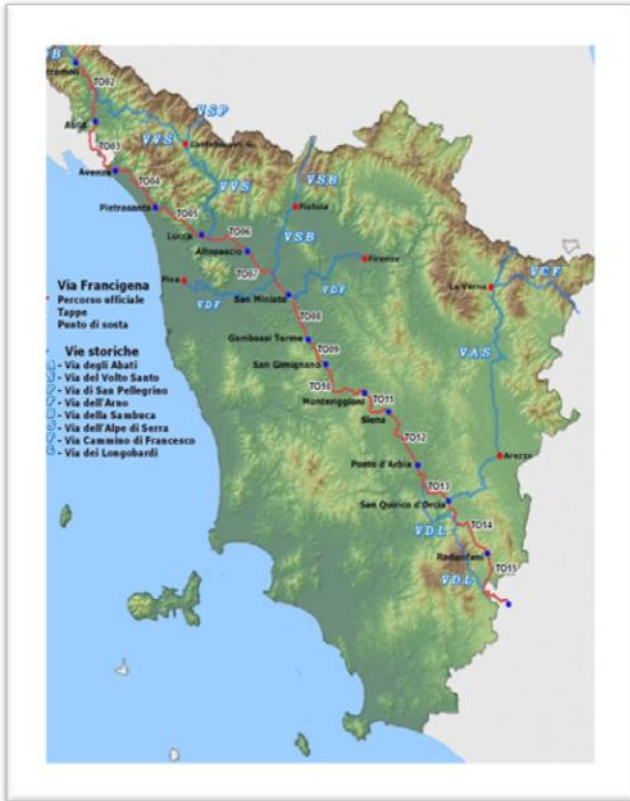 TO02
VSP
VVS
TO03
Avenza
TO04
VVS
VSB
Pietrasanta
Pistoia
TO05
Lucca
TO06
VSB
Altopascio
Firenze
VCF
TO07
La Verna
Pisa
Via Francigena
Percorso ufficiale
Tappe
Punto di sosta
VDF
San Miniato
VDF
TO08
VAS
Gambassi Terme
TO09
San Gimignano
TO10
Monteriggioni
TO11
Siena
TO12
Vie storiche
- Via degli Abati
- Via del Volto Santo
- Via di San Pellegrino
- Via dell'Arno
- Via della Sambuca
- Via dell'Alpe di Serra
- Via Cammino di Francesco
- Via dei Longobardi
Arezzo
Ponte d'Arbia
TO13
San Quirico d'Orcia
VDL
TO14
Radicofani
VDL
TO15